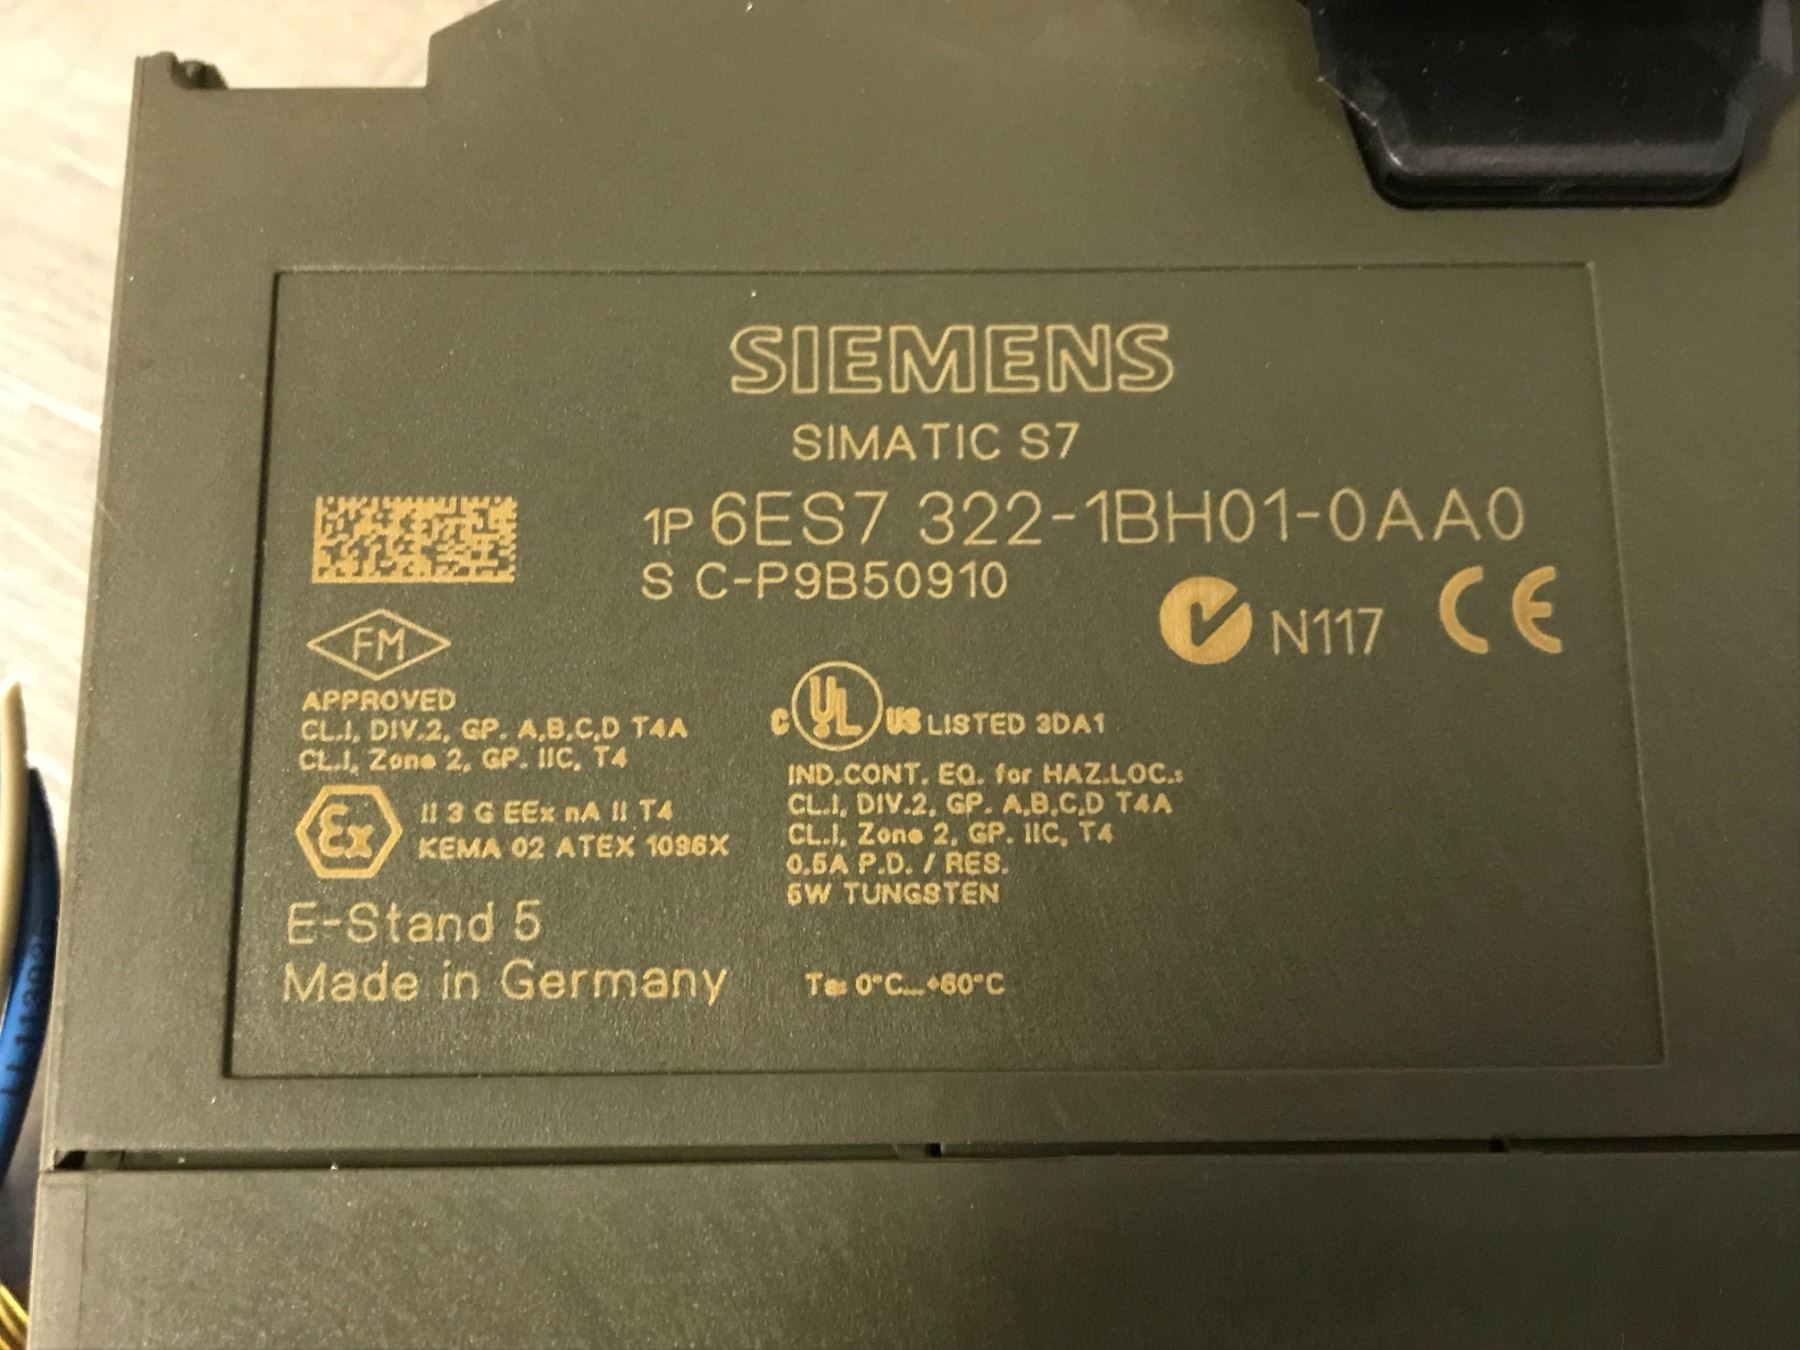 SIEMENS
SIMATIC S7
1P 6ES7 322-1BH01-0AA0
S C-P9B50910
N117 CE
FM
APPROVED
CL.I, DIV.2, GP. A,B,C,D T4A
CL.I, Zone 2, GP. IIC, T4
Ex II 3 G EEx nA II T4
KEMA 02 ATEX 1096X
E-Stand 5
Made in Germany
C UL US LISTED 3DA1
IND.CONT. EQ. for HAZ.LOC.:
CL.I, DIV.2, GP. A,B,C,D T4A
CL.I, Zone 2, GP. IIC, T4
0.5A P.D. / RES.
5W TUNGSTEN
Ta: 0°C...+60°C